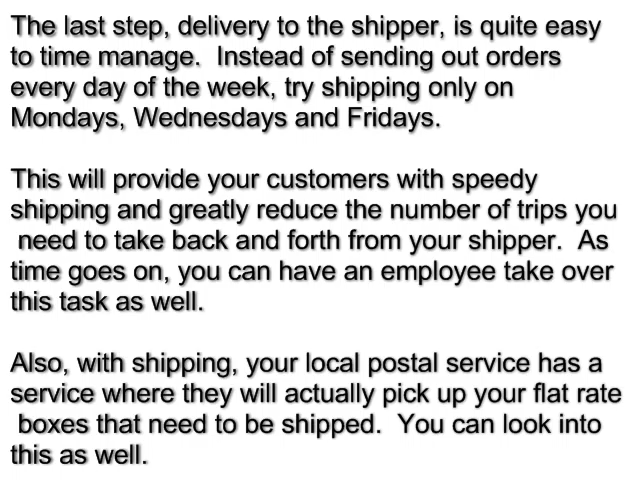 The last step, delivery to the shipper, is quite easy
to time manage.  Instead of sending out orders
every day of the week, try shipping only on
Mondays, Wednesdays and Fridays.
This will provide your customers with speedy
shipping and greatly reduce the number of trips you
need to take back and forth from your shipper.  As
time goes on, you can have an employee take over
this task as well.
Also, with shipping, your local postal service has a
service where they will actually pick up your flat rate
boxes that need to be shipped.  You can look into
this as well.